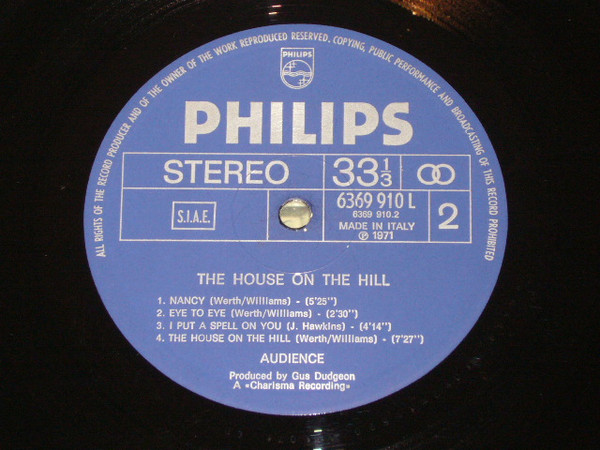 ALL RIGHTS OF THE RECORD PRODUCER AND OF THE OWNER OF THE WORK REPRODUCED RESERVED. COPYING, PUBLIC PERFORMANCE AND BROADCASTING OF THIS RECORD PROHIBITED
PHILIPS
PHILIPS
STEREO 33 1/3
S.I.A.E. 6369 910 L 2
6369 910.2
MADE IN ITALY
℗ 1971
THE HOUSE ON THE HILL
1. NANCY (Werth/Williams) - (5'25'')
2. EYE TO EYE (Werth/Williams) - (2'30'')
3. I PUT A SPELL ON YOU (J. Hawkins) - (4'14'')
4. THE HOUSE ON THE HILL (Werth/Williams) - (7'27'')
AUDIENCE
Produced by Gus Dudgeon
A «Charisma Recording»